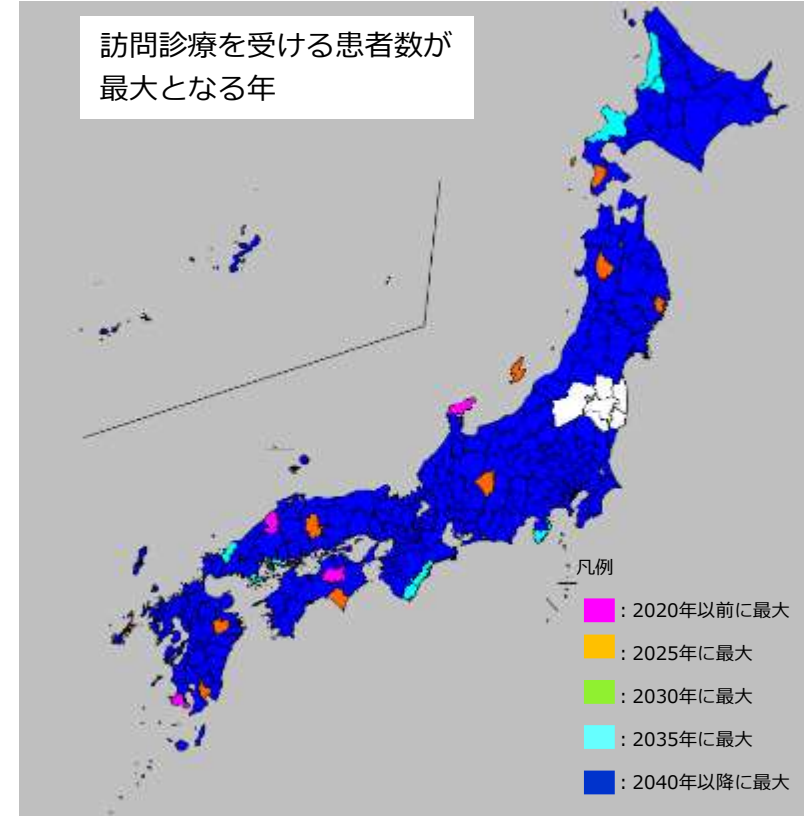 訪問診療を受ける患者数が
最大となる年
凡例
：2020年以前に最大
：2025年に最大
：2030年に最大
：2035年に最大
：2040年以降に最大